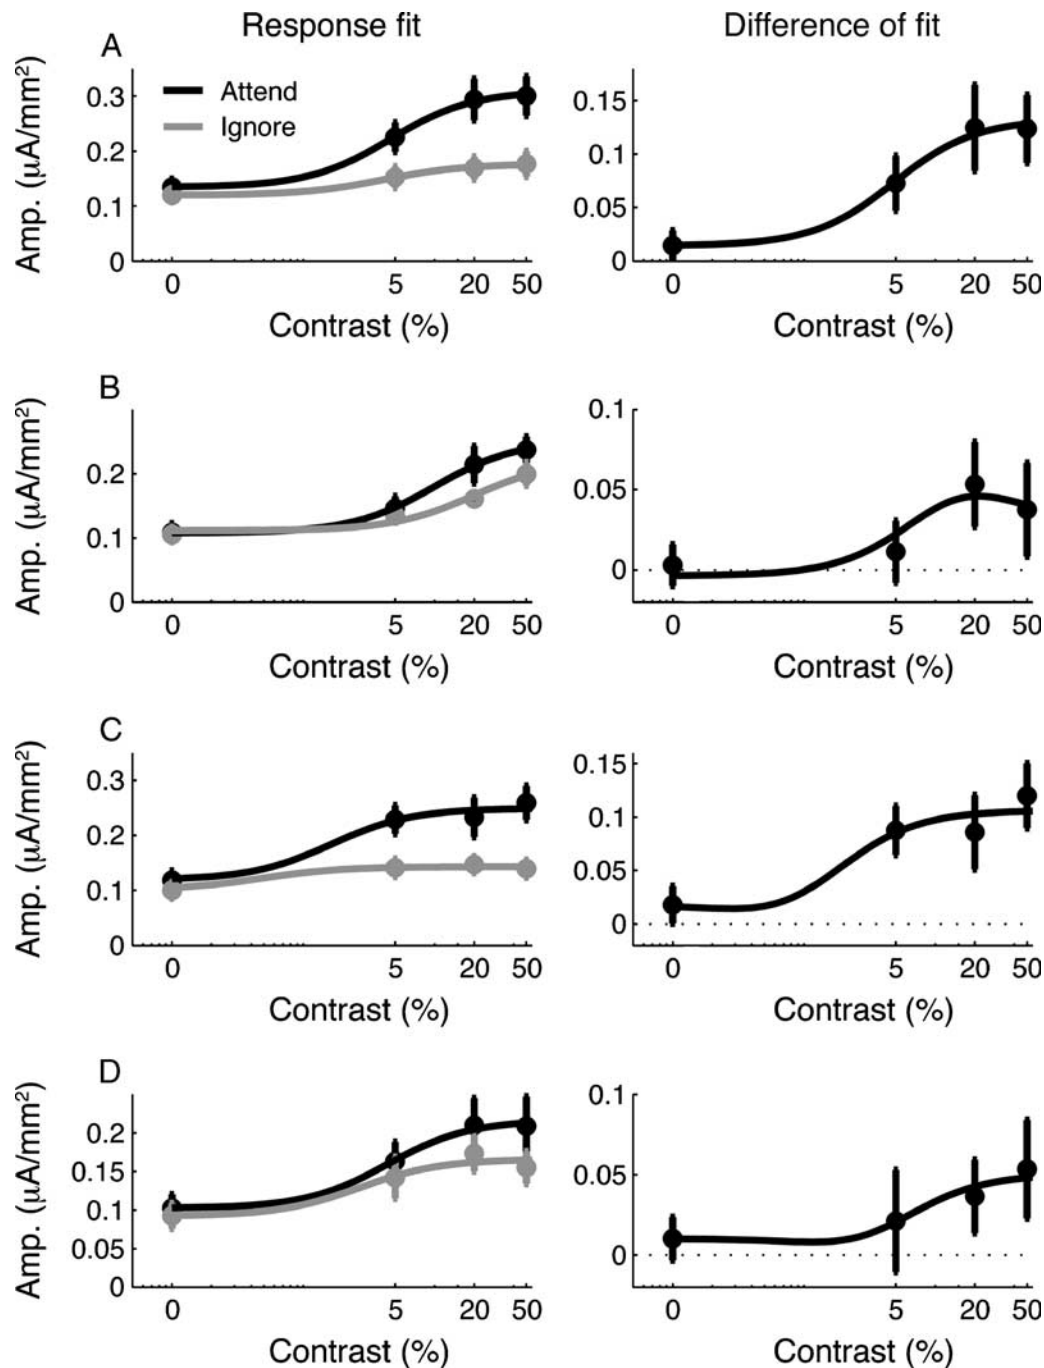 Response fit
Difference of fit
A
Amp. (µA/mm²)
0.3
0.2
0.1
0
Attend
Ignore
0 5 20 50
Contrast (%)
0.15
0.1
0.05
0
0 5 20 50
Contrast (%)
B
Amp. (µA/mm²)
0.2
0.1
0
0 5 20 50
Contrast (%)
0.1
0.05
0
0 5 20 50
Contrast (%)
C
Amp. (µA/mm²)
0.3
0.2
0.1
0
0 5 20 50
Contrast (%)
0.15
0.1
0.05
0
0 5 20 50
Contrast (%)
D
Amp. (µA/mm²)
0.2
0.15
0.1
0.05
0
0 5 20 50
Contrast (%)
0.1
0.05
0
0 5 20 50
Contrast (%)